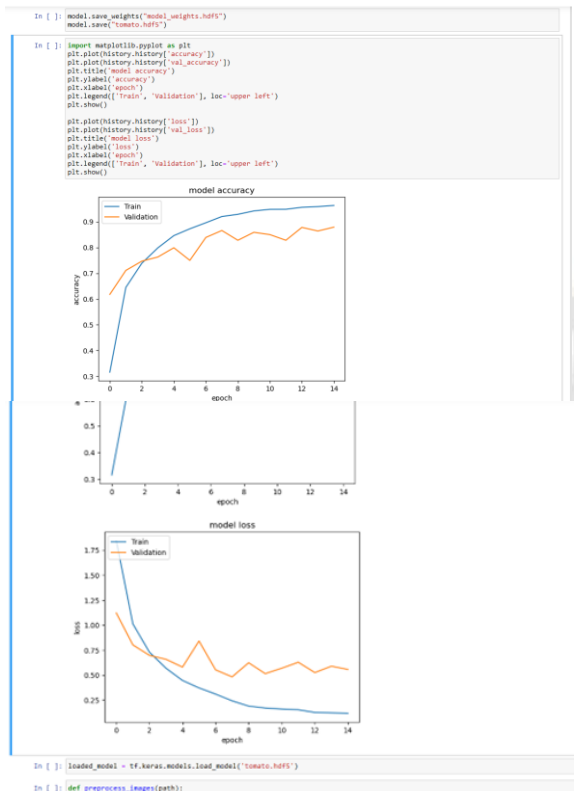 In [ ]: model.save_weights("model_weights.hdf5")
model.save("tomato.hdf5")
In [ ]: import matplotlib.pyplot as plt
plt.plot(history.history['accuracy'])
plt.plot(history.history['val_accuracy'])
plt.title('model accuracy')
plt.ylabel('accuracy')
plt.xlabel('epoch')
plt.legend(['Train', 'Validation'], loc='upper left')
plt.show()
plt.plot(history.history['loss'])
plt.plot(history.history['val_loss'])
plt.title('model loss')
plt.ylabel('loss')
plt.xlabel('epoch')
plt.legend(['Train', 'Validation'], loc='upper left')
plt.show()
model accuracy
Train
Validation
0.9
0.8
0.7
0.6
0.5
0.4
0.3
accuracy
0 2 4 6 8 10 12 14
epoch
0.5
0.4
0.3
0 2 4 6 8 10 12 14
epoch
model loss
Train
Validation
1.75
1.50
1.25
1.00
0.75
0.50
0.25
loss
0 2 4 6 8 10 12 14
epoch
In [ ]: loaded_model = tf.keras.models.load_model('tomato.hdf5')
In [ ]: def preprocess_images(path):